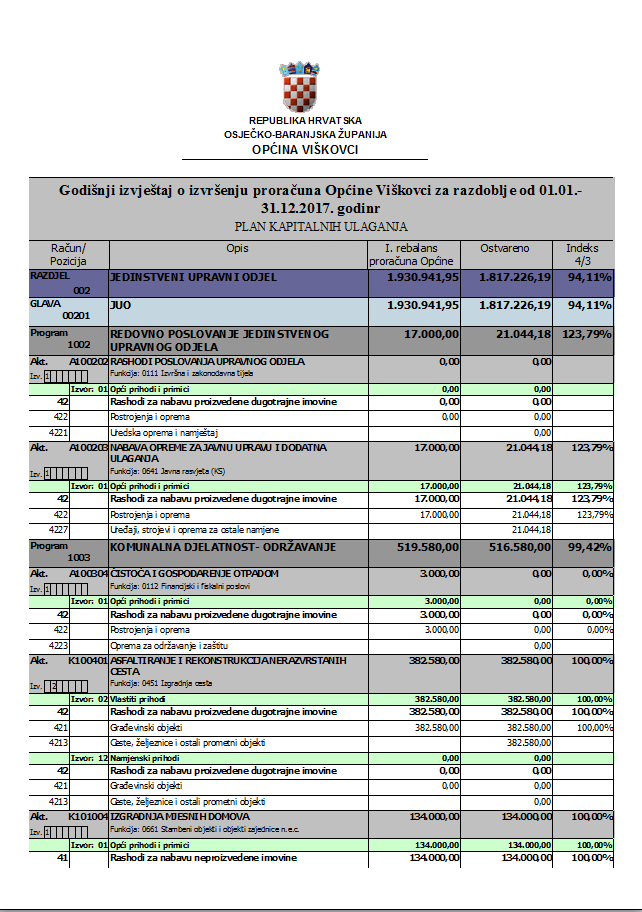 REPUBLIKA HRVATSKA
OSJEČKO-BARANJSKA ŽUPANIJA
OPĆINA VIŠKOVCI
Godišnji izvještaj o izvršenju proračuna Općine Viškovci za razdoblje od 01.01.-
31.12.2017. godinr
PLAN KAPITALNIH ULAGANJA
Račun/ Pozicija Opis I. rebalans proračuna Općine Ostvareno Indeks 4/3
RAZDJEL 002 JEDINSTVENI UPRAVNI ODJEL 1.930.941,95 1.817.226,19 94,11%
GLAVA 00201 JUO 1.930.941,95 1.817.226,19 94,11%
Program 1002 REDOVNO POSLOVANJE JEDINSTVENOG 17.000,00 21.044,18 123,79%
UPRAVNOG ODJELA
Akt. A100202 RASHODI POSLOVANJA UPRAVNOG ODJELA 0,00 0,00
Izv. 1 Funkcija: 0111 Izvršna i zakonodavna tijela
Izvor: 01 Opći prihodi i primici 0,00 0,00
42 Rashodi za nabavu proizvedene dugotrajne imovine 0,00 0,00
422 Postrojenja i oprema 0,00 0,00
4221 Uredska oprema i namještaj 0,00
Akt. A100203 NABAVA OPREME ZA JAVNU UPRAVU I DODATNA 17.000,00 21.044,18 123,79%
ULAGANJA
Izv. 1 Funkcija: 0641 Javna rasvjeta (KS)
Izvor: 01 Opći prihodi i primici 17.000,00 21.044,18 123,79%
42 Rashodi za nabavu proizvedene dugotrajne imovine 17.000,00 21.044,18 123,79%
422 Postrojenja i oprema 17.000,00 21.044,18 123,79%
4227 Uređaji, strojevi i oprema za ostale namjene 21.044,18
Program 1003 KOMUNALNA DJELATNOST- ODRŽAVANJE 519.580,00 516.580,00 99,42%
Akt. A100304 ČISTOĆA I GOSPODARENJE OTPADOM 3.000,00 0,00 0,00%
Izv. 1 Funkcija: 0112 Financijski i fiskalni poslovi
Izvor: 01 Opći prihodi i primici 3.000,00 0,00 0,00%
42 Rashodi za nabavu proizvedene dugotrajne imovine 3.000,00 0,00 0,00%
422 Postrojenja i oprema 3.000,00 0,00 0,00%
4223 Oprema za održavanje i zaštitu 0,00
Akt. K100401 ASFALTIRANJE I REKONSTRUKCIJA NERAZVRSTANIH 382.580,00 382.580,00 100,00%
CESTA
Izv. 2 Funkcija: 0451 Izgradnja cesta
Izvor: 02 Vlastiti prihodi 382.580,00 382.580,00 100,00%
42 Rashodi za nabavu proizvedene dugotrajne imovine 382.580,00 382.580,00 100,00%
421 Građevinski objekti 382.580,00 382.580,00 100,00%
4213 Ceste, željeznice i ostali prometni objekti 382.580,00
Izvor: 12 Namjenski prihodi 0,00 0,00
42 Rashodi za nabavu proizvedene dugotrajne imovine 0,00 0,00
421 Građevinski objekti 0,00 0,00
4213 Ceste, željeznice i ostali prometni objekti 0,00
Akt. K101004 IZGRADNJA MJESNIH DOMOVA 134.000,00 134.000,00 100,00%
Izv. 1 Funkcija: 0661 Stambeni objekti i objekti zajednice n.e.c.
Izvor: 01 Opći prihodi i primici 134.000,00 134.000,00 100,00%
41 Rashodi za nabavu neproizvedene imovine 134.000,00 134.000,00 100,00%